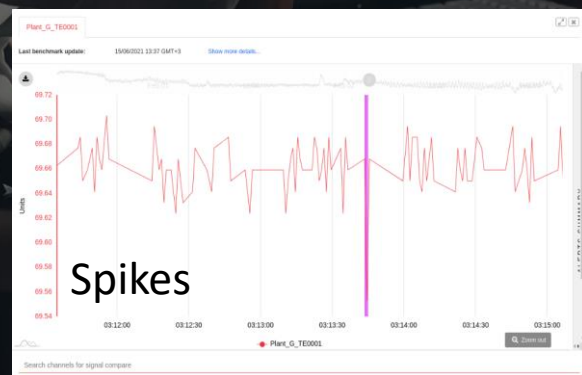 Plant_G_TE0001
Last benchmark update: 15/06/2021 13:37 GMT+3 Show more details...
69.72
69.70
69.68
69.66
69.64
69.62
69.60
69.58
69.56
69.54
Units
Spikes
03:12:00 03:12:30 03:13:00 03:13:30 03:14:00 03:14:30 03:15:00
Plant_G_TE0001
Zoom out
Search channels for signal compare
ALERTS SUMMARY